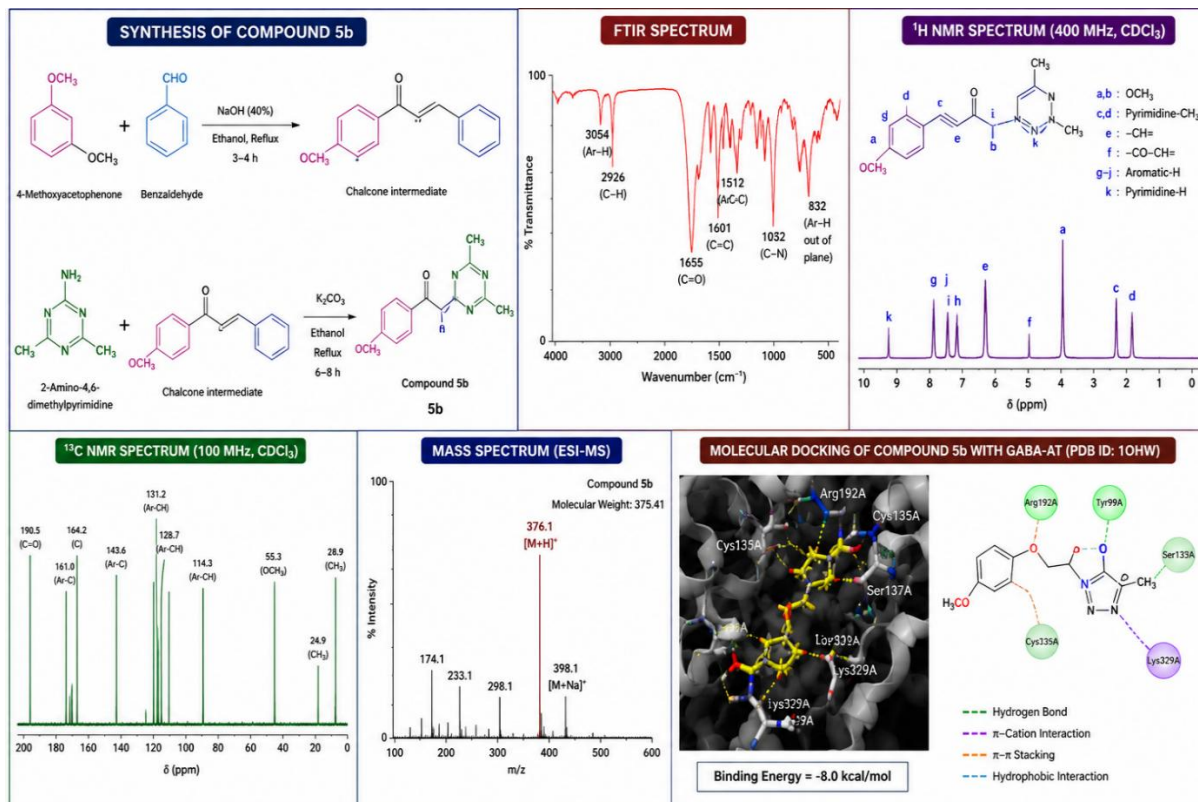 SYNTHESIS OF COMPOUND 5b
OCH₃
OCH₃
4-Methoxyacetophenone
+
CHO
Benzaldehyde
NaOH (40%)
Ethanol, Reflux
3–4 h
O
OCH₃
Chalcone intermediate
NH₂
N
N
N
CH₃
CH₃
2-Amino-4,6-
dimethylpyrimidine
+
O
OCH₃
Chalcone intermediate
K₂CO₃
Ethanol
Reflux
6–8 h
CH₃
O
N
N
N
CH₃
OCH₃
Compound 5b
5b
FTIR SPECTRUM
100
% Transmittance
0
3054
(Ar–H)
2926
(C–H)
1655
(C=O)
1601
(C=C)
1512
1052
(C–N)
832
(Ar–H
out of
plane)
4000
3000
2000
1500
1000
500
Wavenumber (cm⁻¹)
¹H NMR SPECTRUM (400 MHz, CDCl₃)
CH₃
O
d
c
i
g
e
a
b
k
N
N
N
N
CH₃
OCH₃
a,b : OCH₃
c,d : Pyrimidine-CH₃
e : –CH=
f : –CO-CH=
g–j : Aromatic-H
k : Pyrimidine-H
k
g
j
i
h
e
f
a
c
d
10 9 8 7 6 5 4 3 2 1 0
δ (ppm)
¹³C NMR SPECTRUM (100 MHz, CDCl₃)
190.5
(C=O)
161.0
(Ar-C)
164.2
(C)
143.6
(Ar-C)
131.2
(Ar-CH)
128.7
(Ar-CH)
114.3
(Ar-CH)
55.3
(OCH₃)
24.9
(CH₃)
28.9
(CH₃)
200 180 160 140 120 100 80 60 40 20 0
δ (ppm)
MASS SPECTRUM (ESI-MS)
Compound 5b
Molecular Weight: 375.41
100
% Intensity
0
174.1
233.1
298.1
376.1
[M+H]⁺
398.1
[M+Na]⁺
100 200 300 400 500 600
m/z
MOLECULAR DOCKING OF COMPOUND 5b WITH GABA-AT (PDB ID: 1OHW)
Arg192A
Cys135A
Cys135A
Ser137A
Lys329A
Binding Energy = -8.0 kcal/mol
Arg192A
Tyr99A
Ser133A
Cys335A
Lys329A
O
O
O
N
N
N
CH₃
OCH₃
Hydrogen Bond
π–Cation Interaction
π–π Stacking
Hydrophobic Interaction